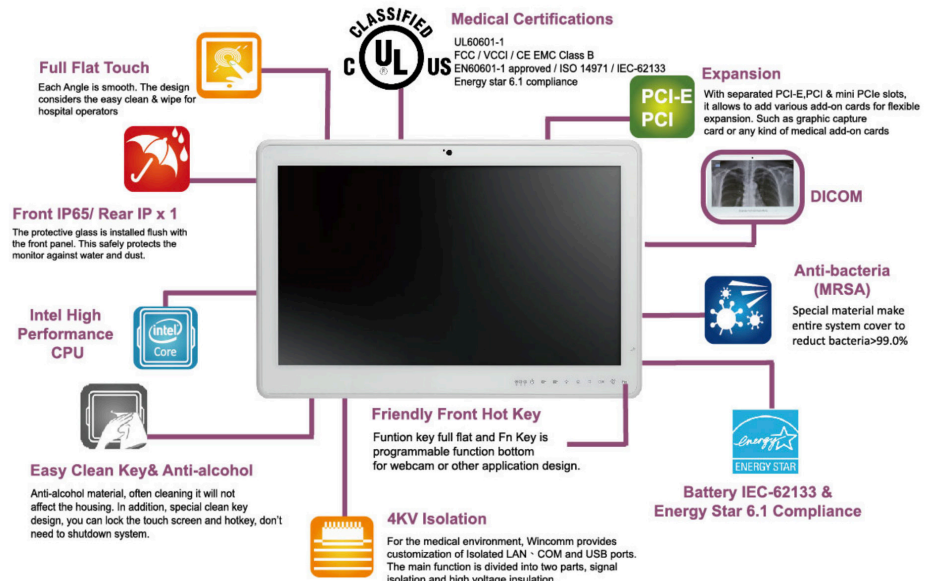 CLASSIFIED
C UL US
Medical Certifications
UL60601-1
FCC / VCCI / CE EMC Class B
EN60601-1 approved / ISO 14971 / IEC-62133
Energy star 6.1 compliance
Full Flat Touch
Each Angle is smooth. The design
considers the easy clean & wipe for
hospital operators
PCI-E
PCI
Expansion
With separated PCI-E,PCI & mini PCIe slots,
it allows to add various add-on cards for flexible
expansion. Such as graphic capture
card or any kind of medical add-on cards
DICOM
Front IP65/ Rear IP x 1
The protective glass is installed flush with
the front panel. This safely protects the
monitor against water and dust.
Anti-bacteria
(MRSA)
Special material make
entire system cover to
reduct bacteria>99.0%
Intel High
Performance
CPU
intel
Core
Friendly Front Hot Key
Funtion key full flat and Fn Key is
programmable function bottom
for webcam or other application design.
energy
ENERGY STAR
Battery IEC-62133 &
Energy Star 6.1 Compliance
Easy Clean Key& Anti-alcohol
Anti-alcohol material, often cleaning it will not
affect the housing. In addition, special clean key
design, you can lock the touch screen and hotkey, don't
need to shutdown system.
4KV Isolation
For the medical environment, Wincomm provides
customization of Isolated LAN、COM and USB ports.
The main function is divided into two parts, signal
isolation and high voltage insulation